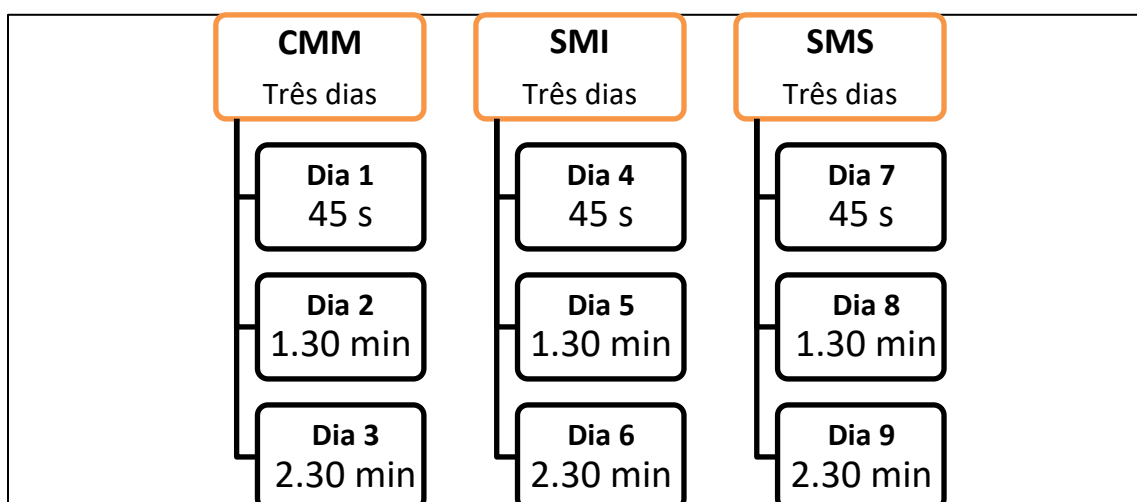 CMM
Três dias
Dia 1
45 s
Dia 2
1.30 min
Dia 3
2.30 min
SMI
Três dias
Dia 4
45 s
Dia 5
1.30 min
Dia 6
2.30 min
SMS
Três dias
Dia 7
45 s
Dia 8
1.30 min
Dia 9
2.30 min